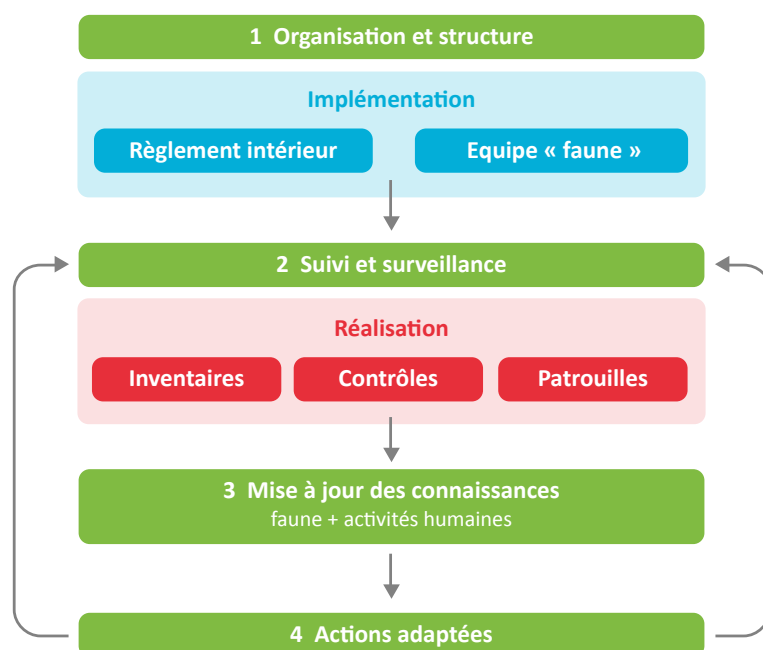 1 Organisation et structure
Implémentation
Règlement intérieur
Equipe « faune »
2 Suivi et surveillance
Réalisation
Inventaires
Contrôles
Patrouilles
3 Mise à jour des connaissances
faune + activités humaines
4 Actions adaptées